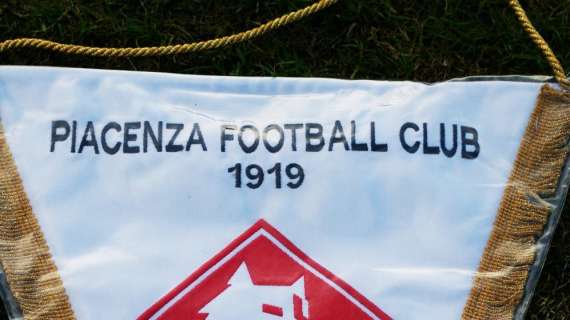 PIACENZA FOOTBALL CLUB
1919